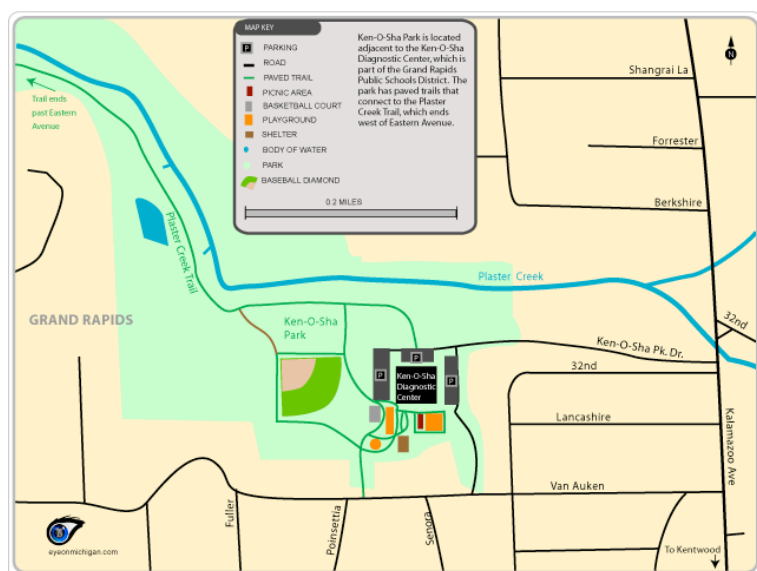 MAP KEY
P
PARKING
ROAD
PAVED TRAIL
PICNIC AREA
BASKETBALL COURT
PLAYGROUND
SHELTER
BODY OF WATER
PARK
BASEBALL DIAMOND
Ken-O-Sha Park is located
adjacent to the Ken-O-Sha
Diagnostic Center, which is
part of the Grand Rapids
Public Schools District. The
park has paved trails that
connect to the Plaster
Creek Trail, which ends
west of Eastern Avenue.
0.2 MILES
N
Shangrai La
Trail ends
past Eastern
Avenue
Forrester
Berkshire
Plaster Creek Trail
Plaster Creek
GRAND RAPIDS
Ken-O-Sha
Park
32nd
Ken-O-Sha Pk. Dr.
P
P
P
Ken-O-Sha
Diagnostic
Center
32nd
Lancashire
Kalamazoo Ave
Van Auken
Fuller
Poinsettia
Senora
eyeonmichigan.com
To Kentwood